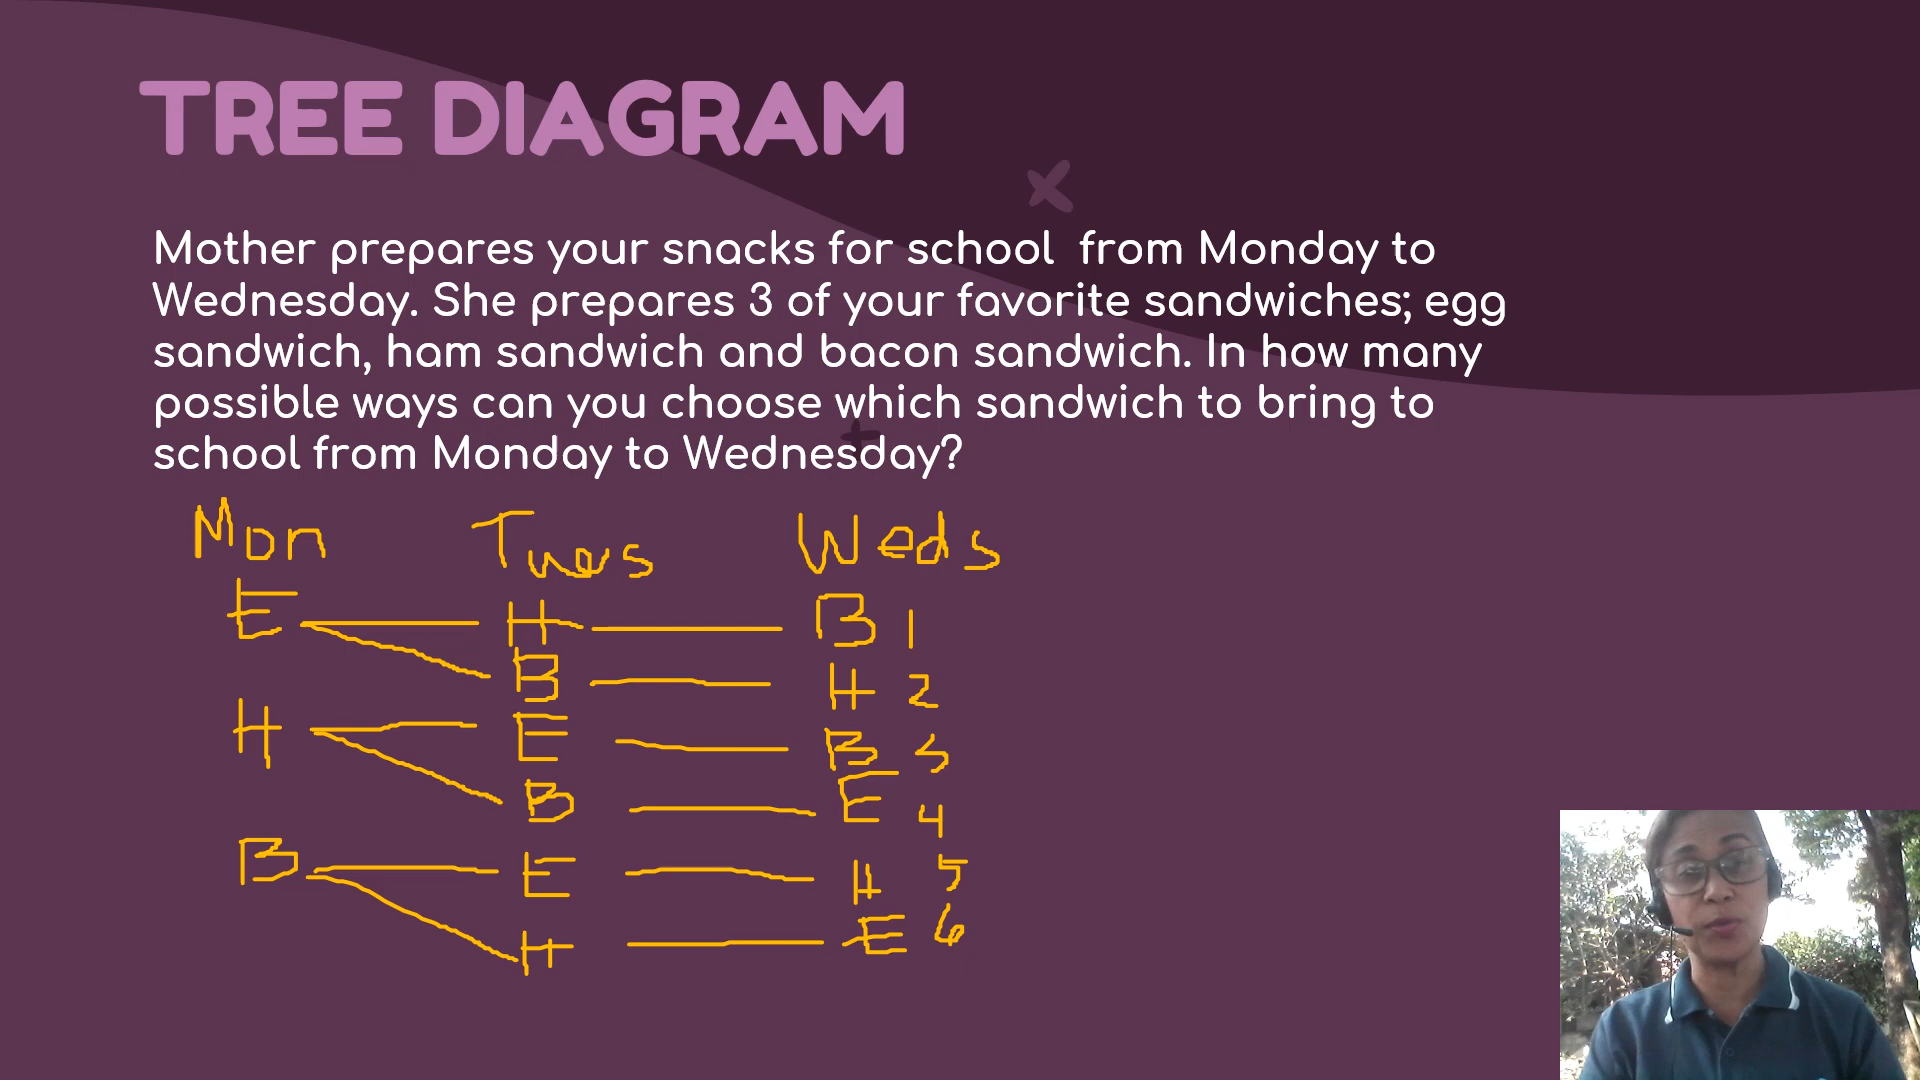 TREE DIAGRAM
Mother prepares your snacks for school from Monday to
Wednesday. She prepares 3 of your favorite sandwiches; egg
sandwich, ham sandwich and bacon sandwich. In how many
possible ways can you choose which sandwich to bring to
school from Monday to Wednesday?
Mon Tues Weds
E H B 1
B H 2
H E B 3
B E 4
B E H 5
H E 6